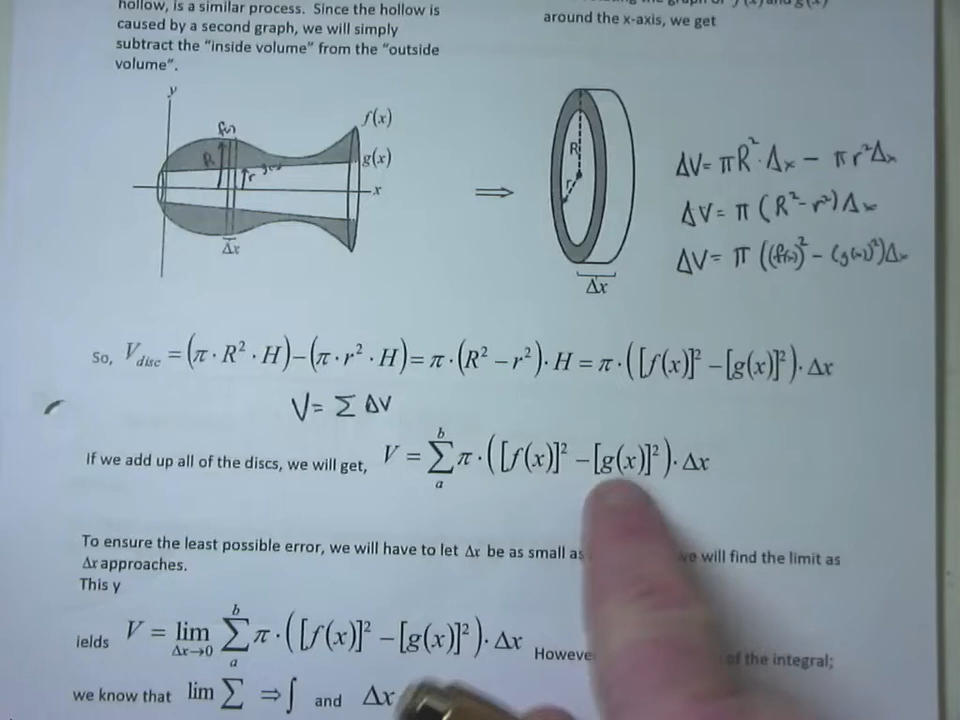 hollow, is a similar process. Since the hollow is
caused by a second graph, we will simply
subtract the "inside volume" from the "outside
volume".
around the x-axis, we get
y
f(x)
R
r
g(x)
f(x)
g(x)
x
Δx
⇒
R
r
Δx
ΔV = πR²·Δx − πr²Δx
ΔV = π(R²−r²)Δx
ΔV = π((f(x))²−(g(x))²)Δx
So, V_disc = (π·R²·H)−(π·r²·H) = π·(R²−r²)·H = π·([f(x)]²−[g(x)]²)·Δx
V = Σ ΔV
If we add up all of the discs, we will get, V = Σ_a^b π·([f(x)]²−[g(x)]²)·Δx
To ensure the least possible error, we will have to let Δx be as small as we will find the limit as
Δx approaches.
This y
ields V = lim_{Δx→0} Σ_a^b π·([f(x)]²−[g(x)]²)·Δx of the integral;
we know that lim Σ ⇒ ∫ and Δx